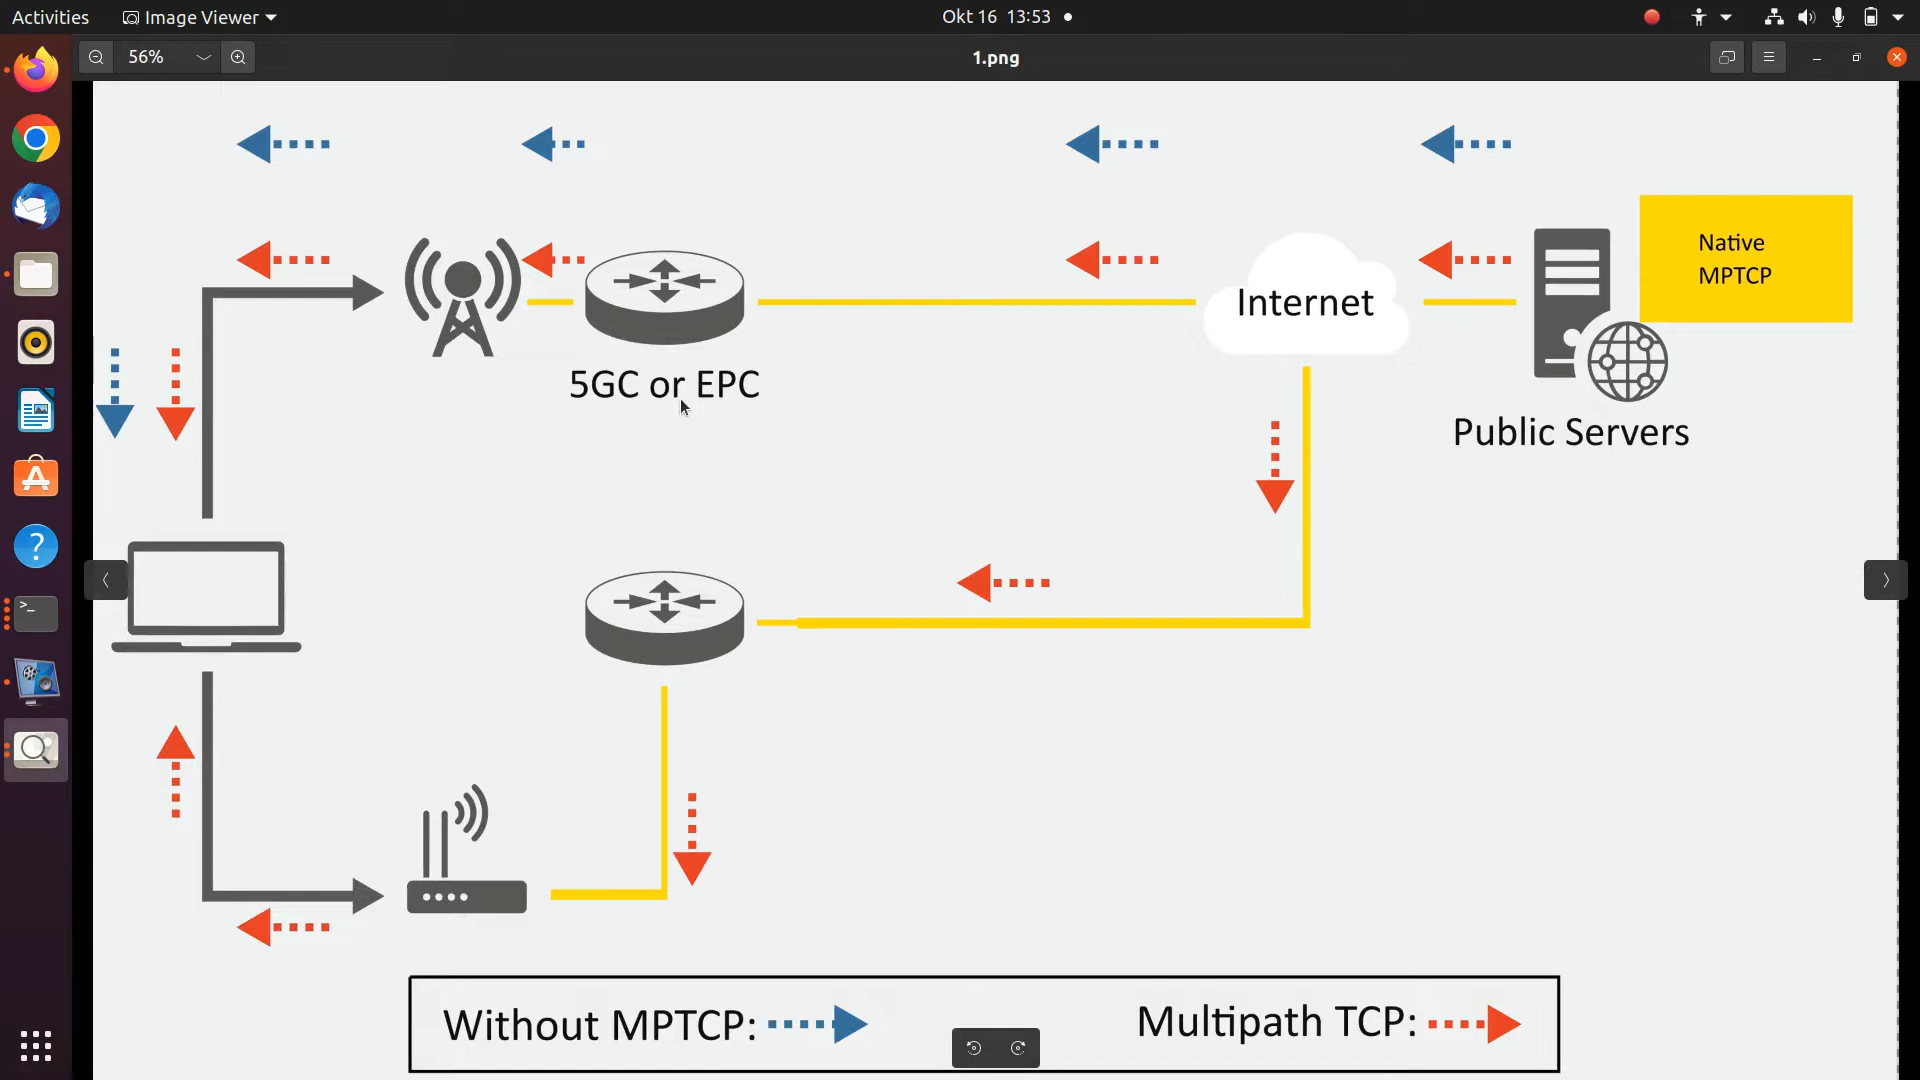 Activities
Image Viewer
Okt 16 13:53
56%
1.png
Native
MPTCP
Internet
5GC or EPC
Public Servers
Without MPTCP:
Multipath TCP: